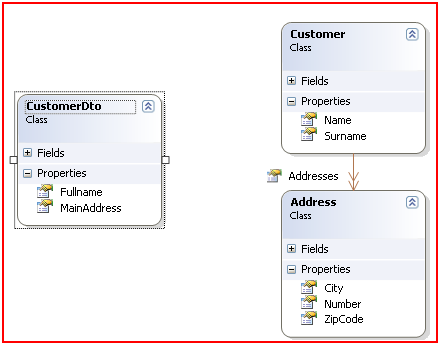 CustomerDto
Class
Fields
Properties
Fullname
MainAddress
Customer
Class
Fields
Properties
Name
Surname
Addresses
Address
Class
Fields
Properties
City
Number
ZipCode